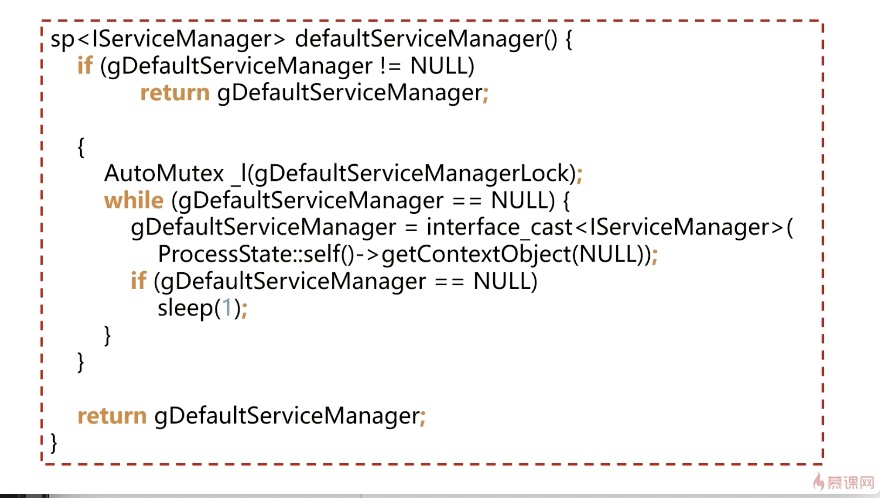 sp<IServiceManager> defaultServiceManager() {
if (gDefaultServiceManager != NULL)
return gDefaultServiceManager;
{
AutoMutex _l(gDefaultServiceManagerLock);
while (gDefaultServiceManager == NULL) {
gDefaultServiceManager = interface_cast<IServiceManager>(
ProcessState::self()->getContextObject(NULL));
if (gDefaultServiceManager == NULL)
sleep(1);
}
}
return gDefaultServiceManager;
}
慕课网